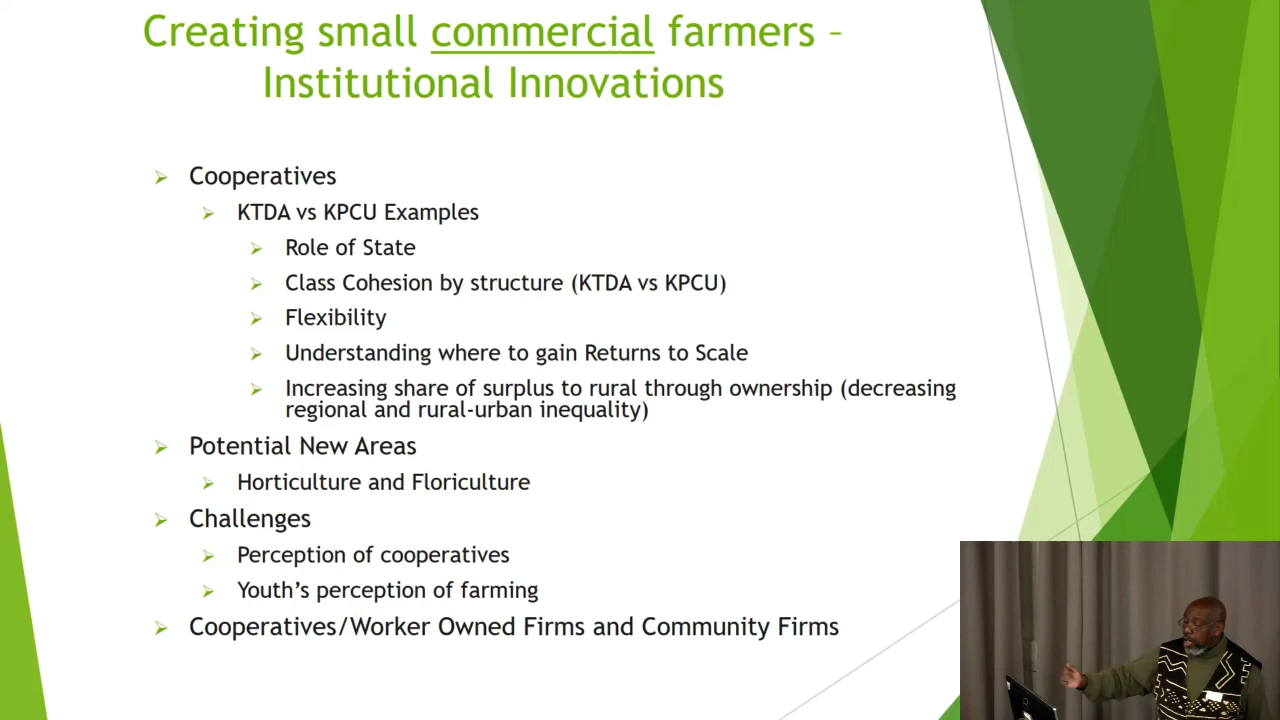 Creating small commercial farmers –
Institutional Innovations
Cooperatives
KTDA vs KPCU Examples
Role of State
Class Cohesion by structure (KTDA vs KPCU)
Flexibility
Understanding where to gain Returns to Scale
Increasing share of surplus to rural through ownership (decreasing
regional and rural-urban inequality)
Potential New Areas
Horticulture and Floriculture
Challenges
Perception of cooperatives
Youth’s perception of farming
Cooperatives/Worker Owned Firms and Community Firms